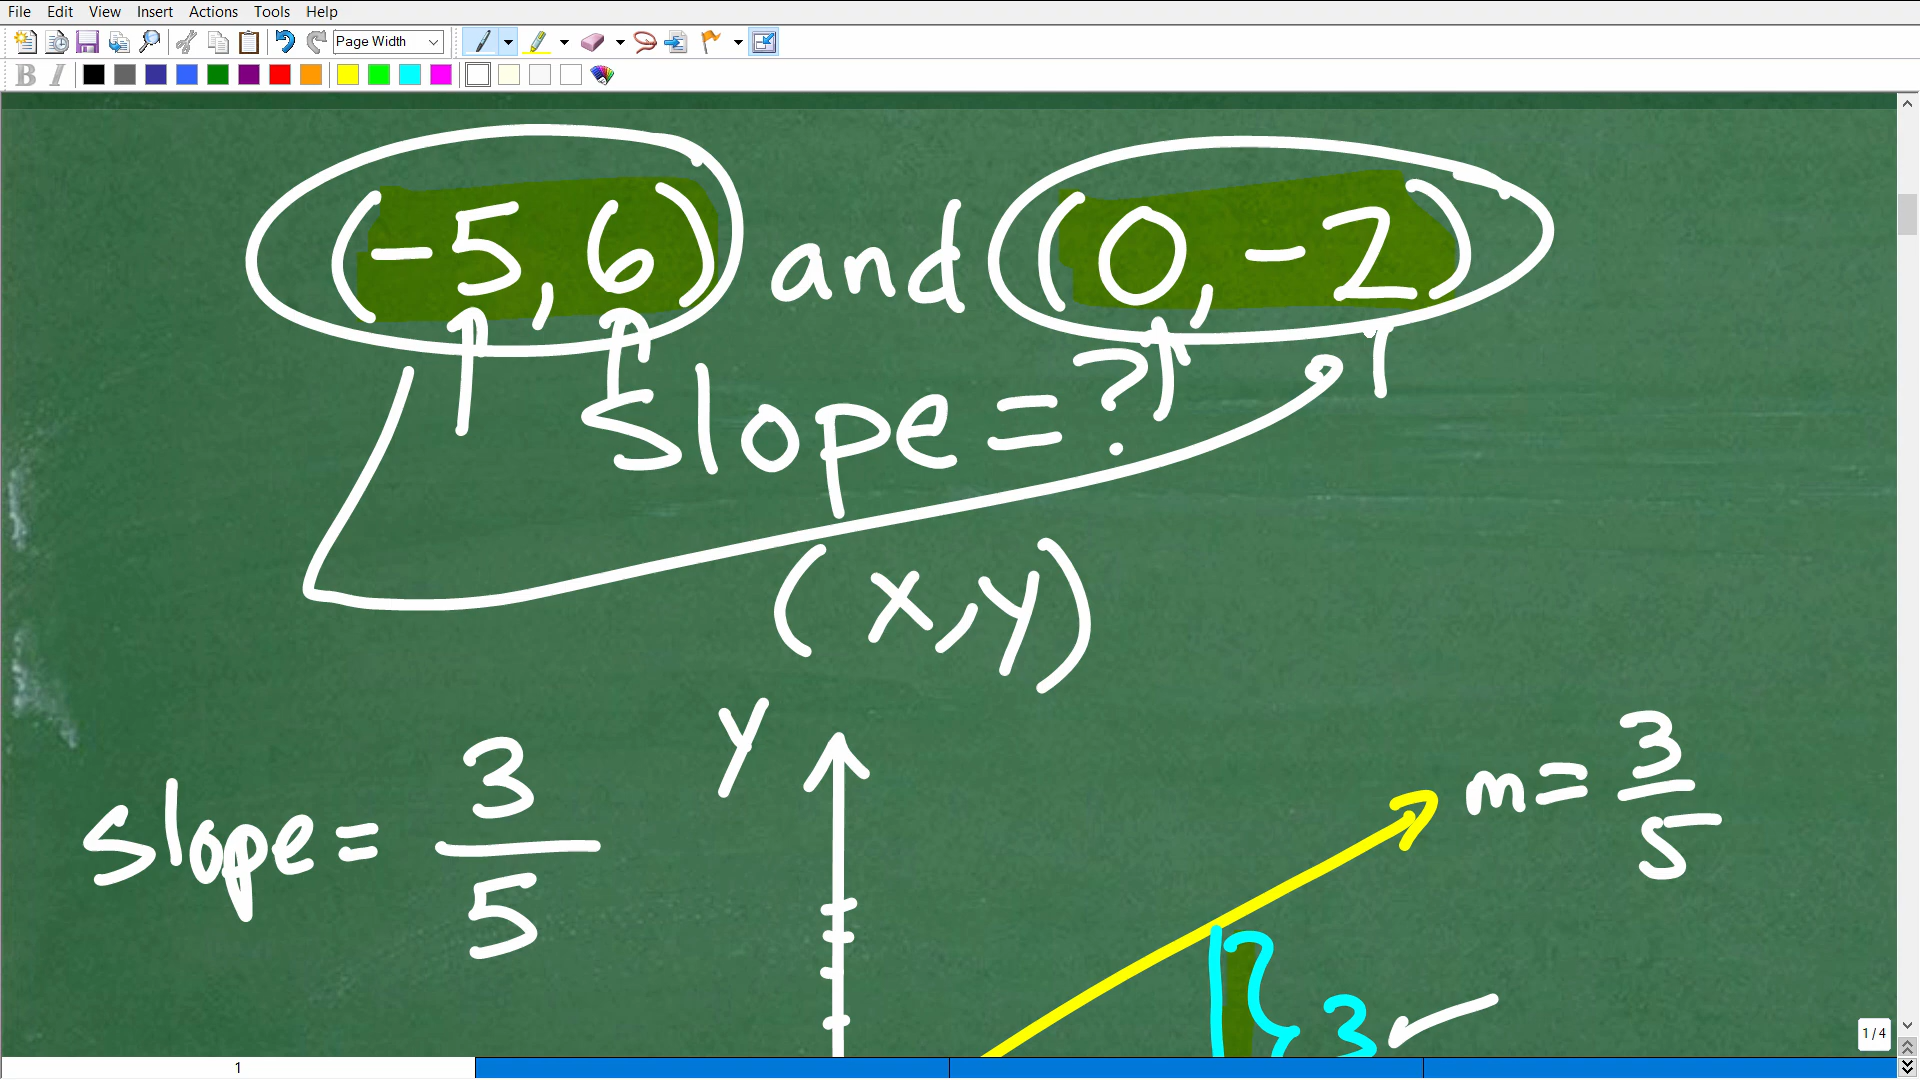 File Edit View Insert Actions Tools Help
Page Width
B I
(-5, 6) and (0, -2)
Slope = ?
(x, y)
y
slope = 3/5
m = 3/5
3
1 / 4
1